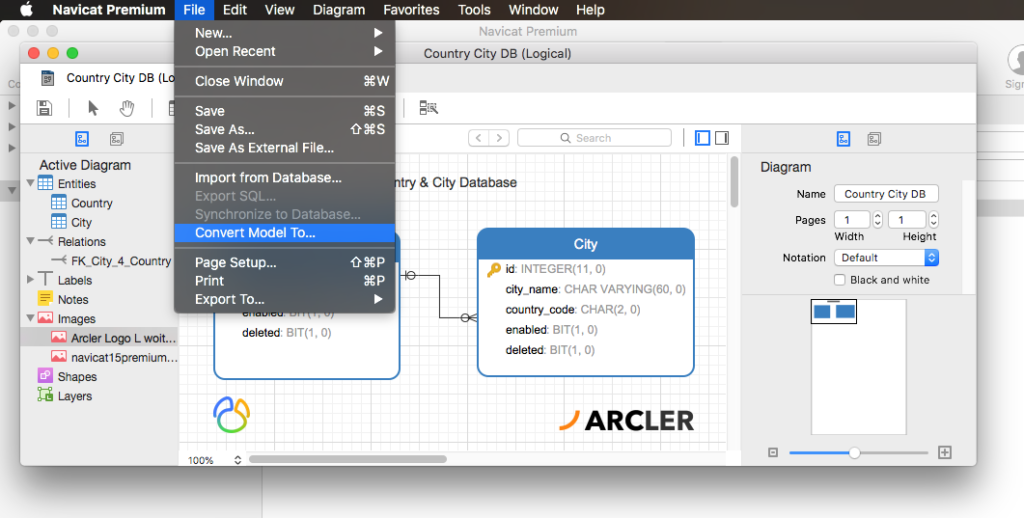 Navicat Premium File Edit View Diagram Favorites Tools Window Help
Navicat Premium
Country City DB (Logical)
Country City DB (Lo
Co
Sign
New...
Open Recent
Close Window ⌘W
Save ⌘S
Save As... ⇧⌘S
Save As External File...
Import from Database...
Export SQL...
Synchronize to Database...
Convert Model To...
Page Setup... ⇧⌘P
Print ⌘P
Export To...
Search
Active Diagram
Entities
Country
City
Relations
FK_City_4_Country
Labels
Notes
Images
Arcler Logo L woit...
navicat15premium...
Shapes
Layers
ntry & City Database
enabled: BIT(1, 0)
deleted: BIT(1, 0)
City
id: INTEGER(11, 0)
city_name: CHAR VARYING(60, 0)
country_code: CHAR(2, 0)
enabled: BIT(1, 0)
deleted: BIT(1, 0)
ARCLER
100%
Diagram
Name Country City DB
Pages 1 1
Width Height
Notation Default
Black and white